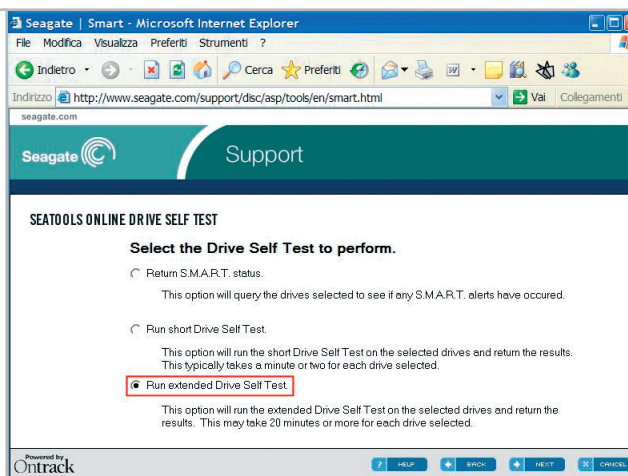 Seagate | Smart - Microsoft Internet Explorer
File Modifica Visualizza Preferiti Strumenti ?
Indietro Cerca Preferiti
Indirizzo http://www.seagate.com/support/disc/asp/tools/en/smart.html Vai Collegamenti
seagate.com
Seagate Support
SEATOOLS ONLINE DRIVE SELF TEST
Select the Drive Self Test to perform.
Return S.M.A.R.T. status.
This option will query the drives selected to see if any S.M.A.R.T. alerts have occured.
Run short Drive Self Test.
This option will run the short Drive Self Test on the selected drives and return the results.
This typically takes a minute or two for each drive selected.
Run extended Drive Self Test.
This option will run the extended Drive Self Test on the selected drives and return the
results. This may take 20 minutes or more for each drive selected.
Powered by
Ontrack
? HELP BACK NEXT X CANCEL